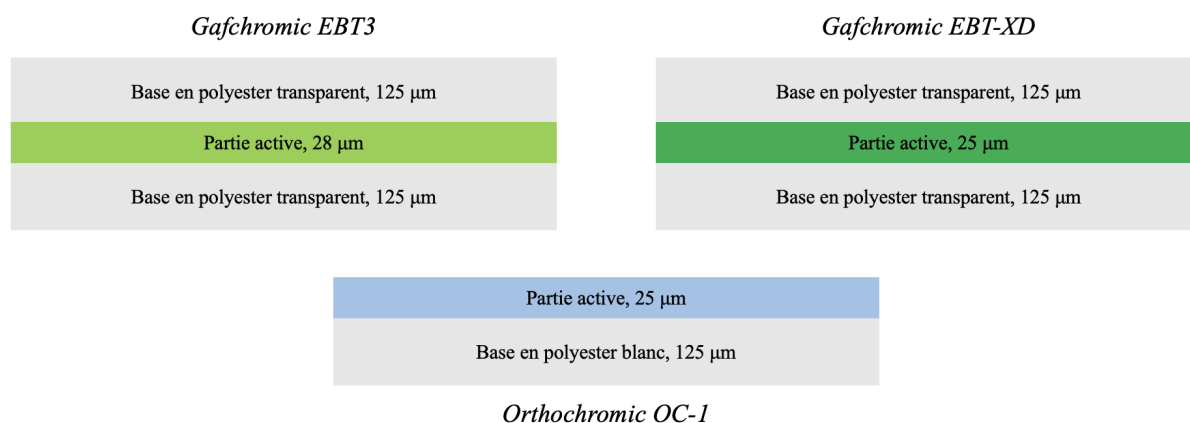 Gafchromic EBT3
Gafchromic EBT-XD
Base en polyester transparent, 125 μm
Base en polyester transparent, 125 μm
Partie active, 28 μm
Partie active, 25 μm
Base en polyester transparent, 125 μm
Base en polyester transparent, 125 μm
Partie active, 25 μm
Base en polyester blanc, 125 μm
Orthochromic OC-1